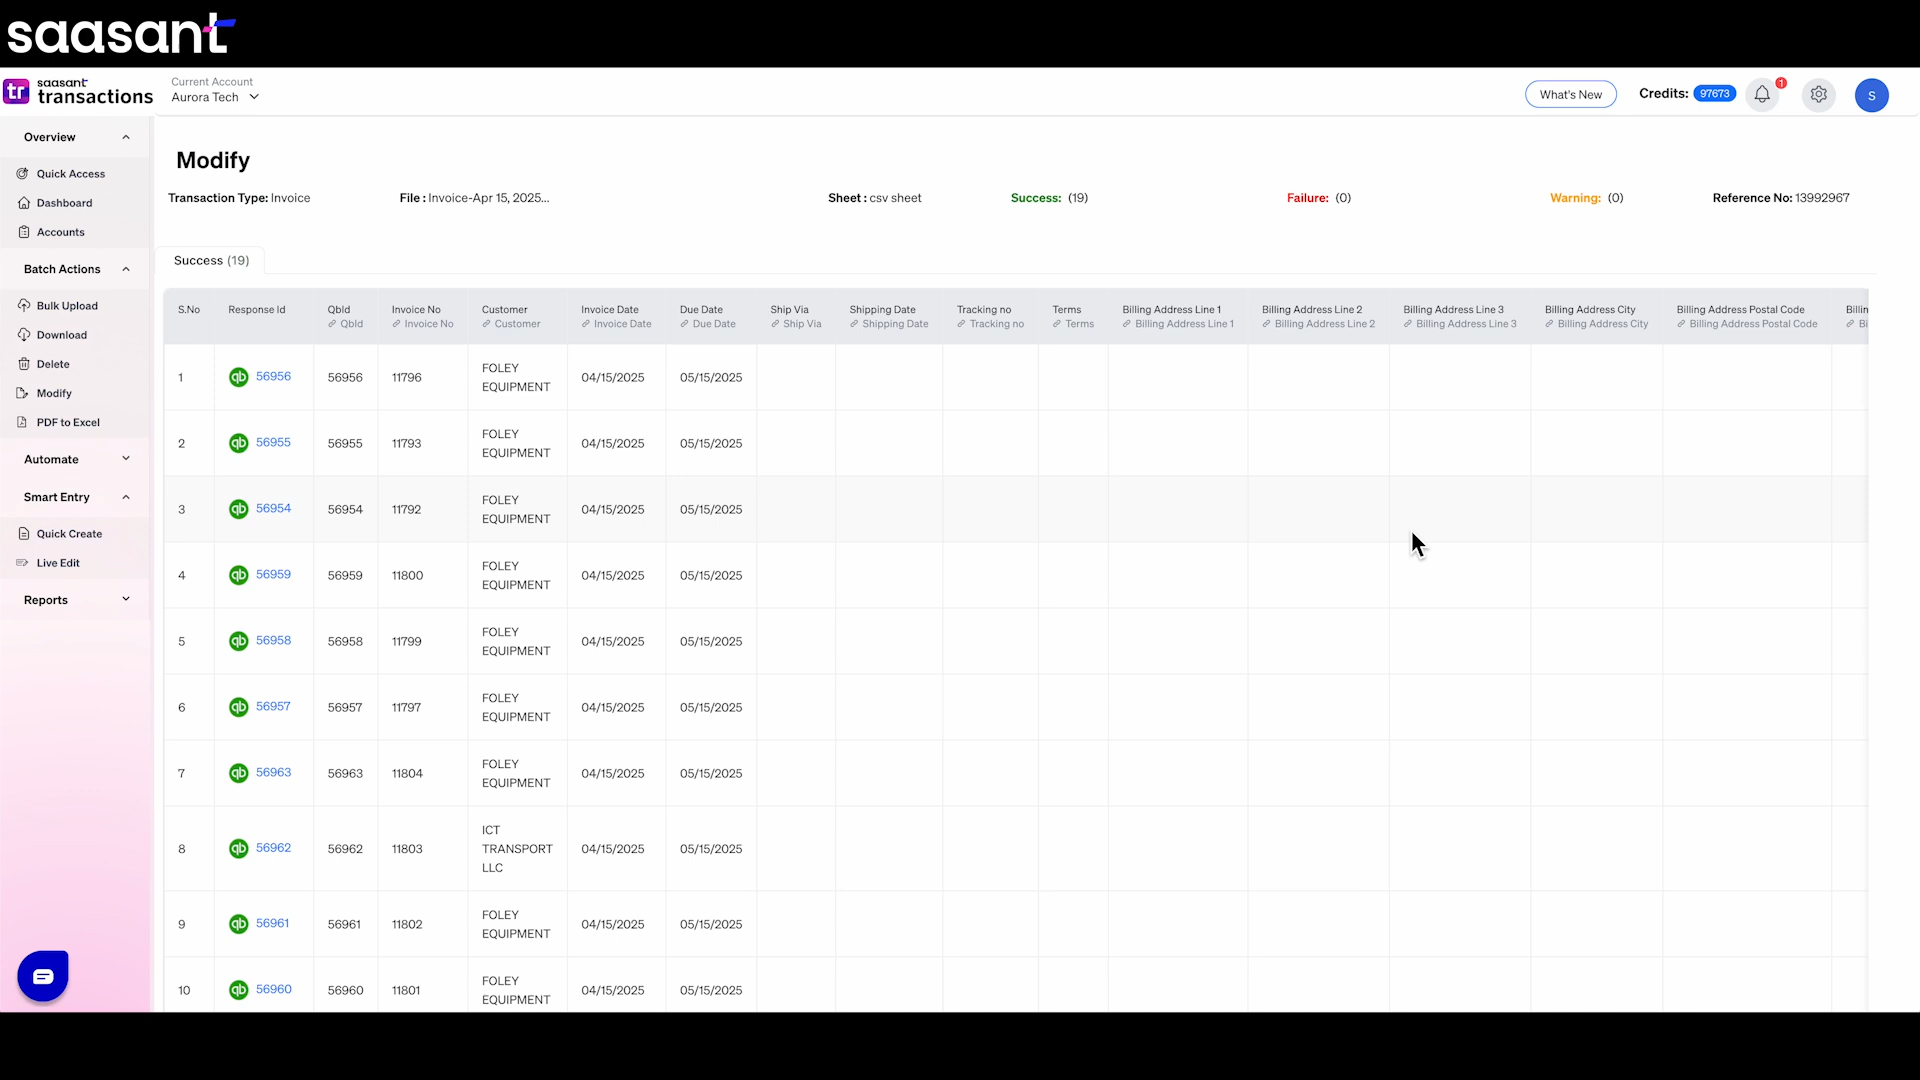 saasant
saasant
transactions
Current Account
Aurora Tech
What's New
Credits: 97673
1
S
Overview
Quick Access
Dashboard
Accounts
Batch Actions
Bulk Upload
Download
Delete
Modify
PDF to Excel
Automate
Smart Entry
Quick Create
Live Edit
Reports
Modify
Transaction Type: Invoice File : Invoice-Apr 15, 2025... Sheet : csv sheet Success: (19) Failure: (0) Warning: (0) Reference No: 13992967
Success (19)
S.No Response Id QbId Invoice No Customer Invoice Date Due Date Ship Via Shipping Date Tracking no Terms Billing Address Line 1 Billing Address Line 2 Billing Address Line 3 Billing Address City Billing Address Postal Code Billin
QbId Invoice No Customer Invoice Date Due Date Ship Via Shipping Date Tracking no Terms Billing Address Line 1 Billing Address Line 2 Billing Address Line 3 Billing Address City Billing Address Postal Code Bi
1 qb 56956 56956 11796 FOLEY EQUIPMENT 04/15/2025 05/15/2025
2 qb 56955 56955 11793 FOLEY EQUIPMENT 04/15/2025 05/15/2025
3 qb 56954 56954 11792 FOLEY EQUIPMENT 04/15/2025 05/15/2025
4 qb 56959 56959 11800 FOLEY EQUIPMENT 04/15/2025 05/15/2025
5 qb 56958 56958 11799 FOLEY EQUIPMENT 04/15/2025 05/15/2025
6 qb 56957 56957 11797 FOLEY EQUIPMENT 04/15/2025 05/15/2025
7 qb 56963 56963 11804 FOLEY EQUIPMENT 04/15/2025 05/15/2025
8 qb 56962 56962 11803 ICT TRANSPORT LLC 04/15/2025 05/15/2025
9 qb 56961 56961 11802 FOLEY EQUIPMENT 04/15/2025 05/15/2025
10 qb 56960 56960 11801 FOLEY EQUIPMENT 04/15/2025 05/15/2025